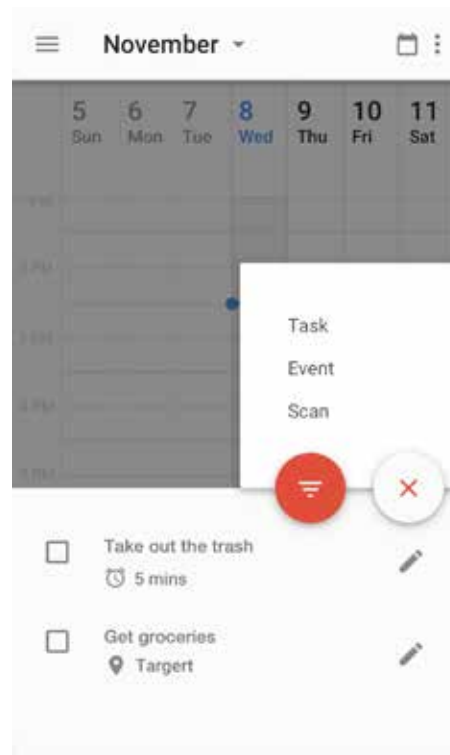 November
5 6 7 8 9 10 11
Sun Mon Tue Wed Thu Fri Sat
Task
Event
Scan
Take out the trash
5 mins
Get groceries
Targert